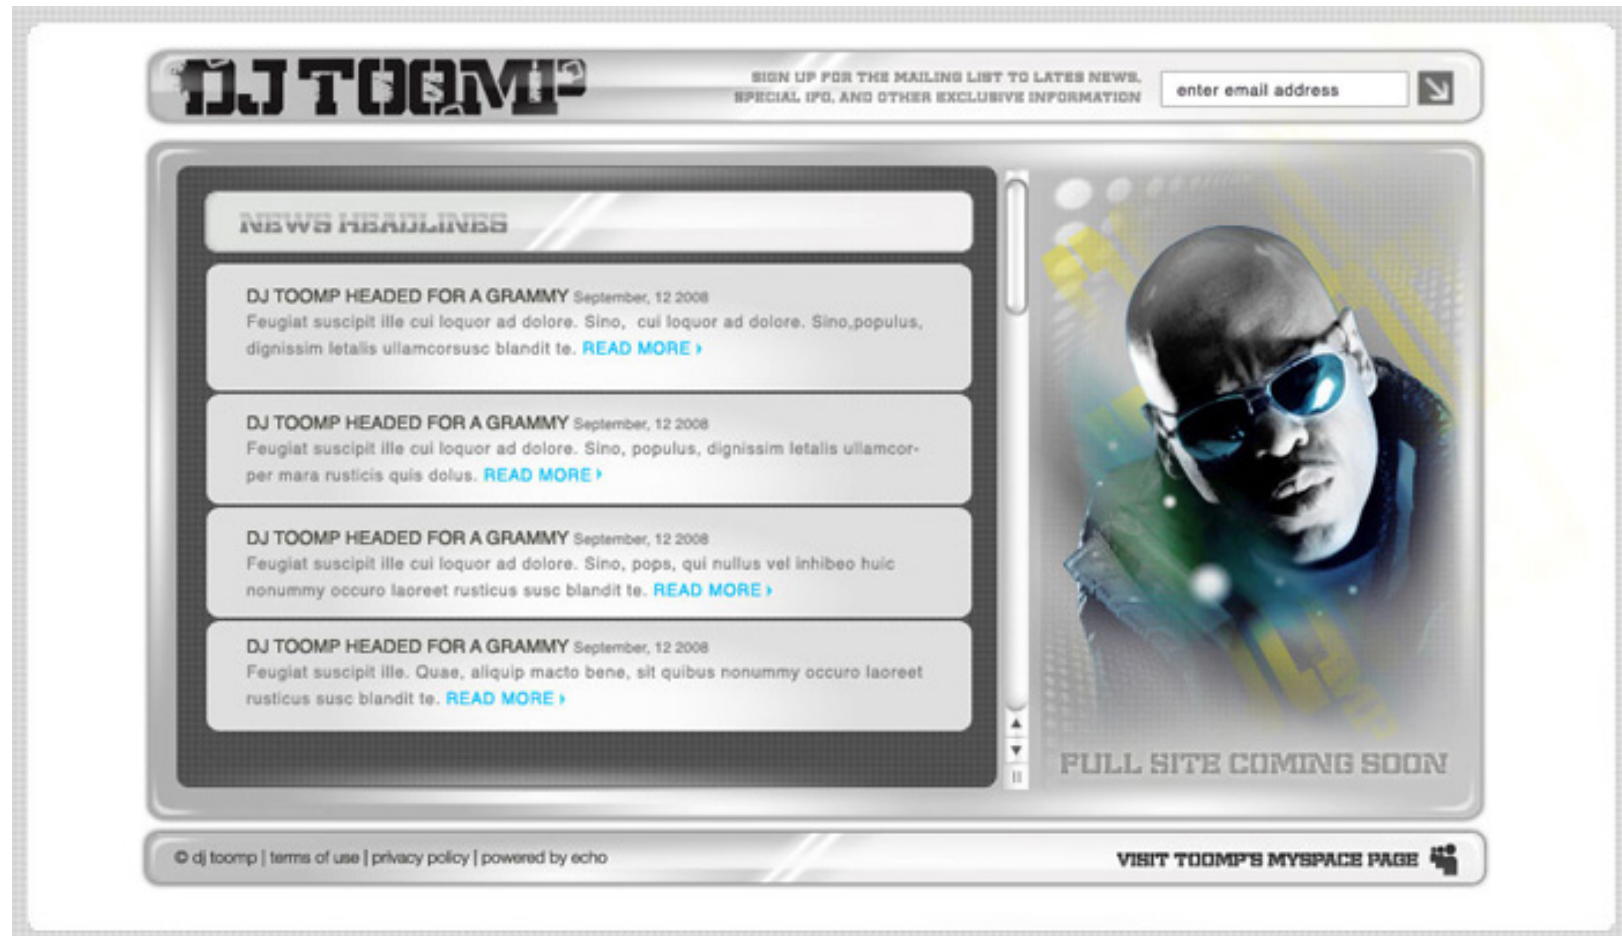 DJ TOOMP
SIGN UP FOR THE MAILING LIST TO LATES NEWS,
SPECIAL IFO, AND OTHER EXCLUSIVE INFORMATION
enter email address
NEWS HEADLINES
DJ TOOMP HEADED FOR A GRAMMY September, 12 2008
Feugiat suscipit ille cui loquor ad dolore. Sino,  cui loquor ad dolore. Sino,populus,
dignissim letalis ullamcorsusc blandit te. READ MORE
DJ TOOMP HEADED FOR A GRAMMY September, 12 2008
Feugiat suscipit ille cui loquor ad dolore. Sino, populus, dignissim letalis ullamcor-
per mara rusticis quis dolus. READ MORE
DJ TOOMP HEADED FOR A GRAMMY September, 12 2008
Feugiat suscipit ille cui loquor ad dolore. Sino, pops, qui nullus vel inhibeo huic
nonummy occuro laoreet rusticus susc blandit te. READ MORE
DJ TOOMP HEADED FOR A GRAMMY September, 12 2008
Feugiat suscipit ille. Quae, aliquip macto bene, sit quibus nonummy occuro laoreet
rusticus susc blandit te. READ MORE
FULL SITE COMING SOON
© dj toomp | terms of use | privacy policy | powered by echo
VISIT TOOMP'S MYSPACE PAGE